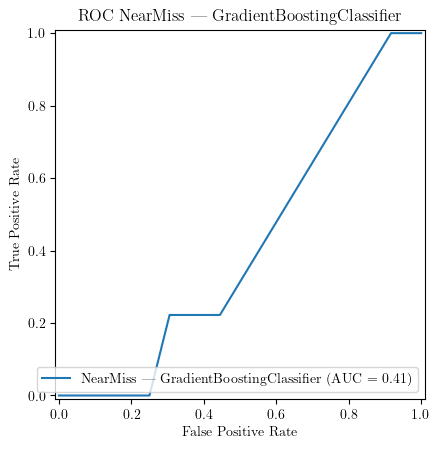 ROC NearMiss — GradientBoostingClassifier
1.0
0.8
0.6
0.4
0.2
0.0
True Positive Rate
NearMiss — GradientBoostingClassifier (AUC = 0.41)
0.0 0.2 0.4 0.6 0.8 1.0
False Positive Rate